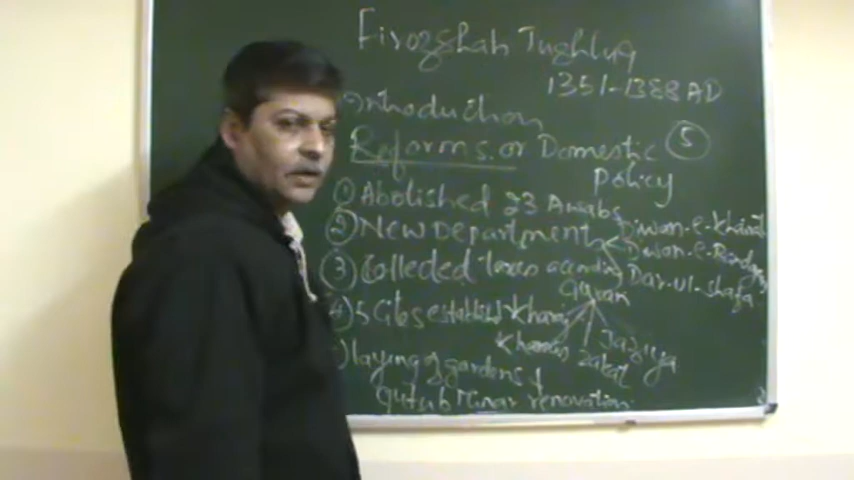 Firozshah Tughluq
1351-1388 AD
Introduction
Reforms or Domestic Policy ⑤
① Abolished 23 Awabs
② New Department Diwan-e-Khairat
Diwan-e-Bandagan
Dar-ul-Shafa
③ Collected taxes according Quran
Kharaj
Khams Zakat Jaziya
④ 5 Cities established
laying of gardens &
Qutub Minar renovation